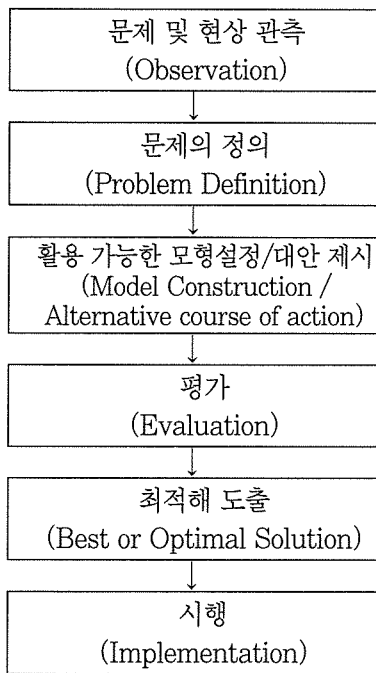 문제 및 현상 관측
(Observation)
문제의 정의
(Problem Definition)
활용 가능한 모형설정/대안 제시
(Model Construction /
Alternative course of action)
평가
(Evaluation)
최적해 도출
(Best or Optimal Solution)
시행
(Implementation)